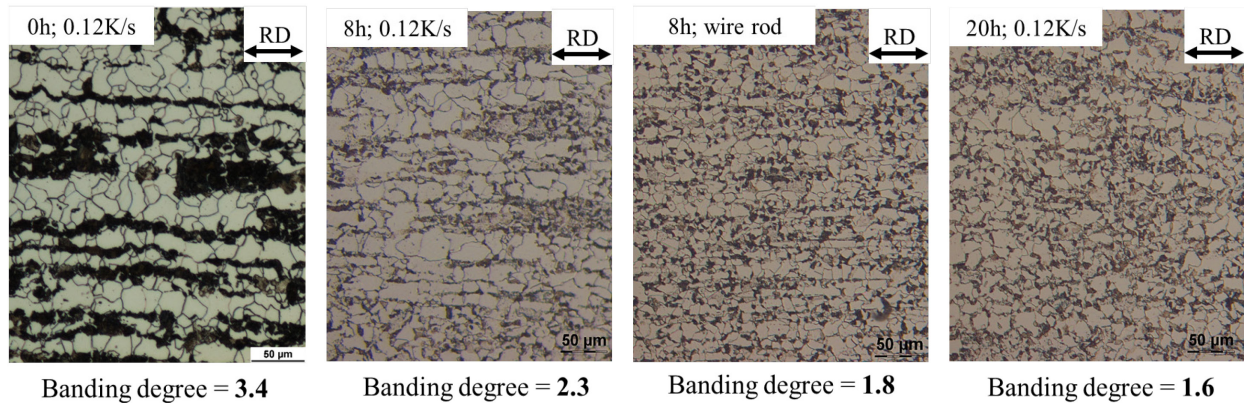 0h; 0.12K/s
RD
50 µm
Banding degree = 3.4
8h; 0.12K/s
RD
50 µm
Banding degree = 2.3
8h; wire rod
RD
50 µm
Banding degree = 1.8
20h; 0.12K/s
RD
50 µm
Banding degree = 1.6